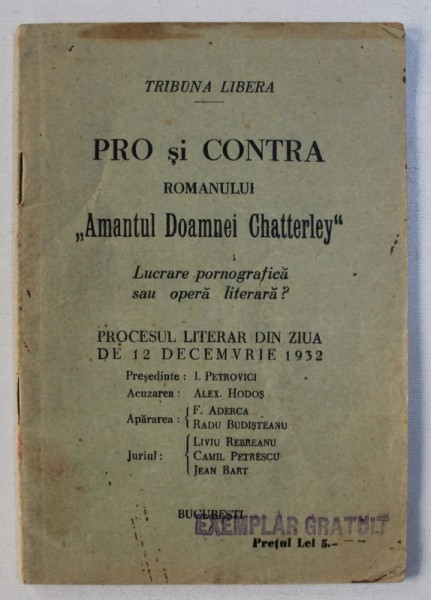 TRIBUNA LIBERA
PRO și CONTRA
ROMANULUI
„Amantul Doamnei Chatterley“
Lucrare pornografică
sau operă literară?
PROCESUL LITERAR DIN ZIUA
DE 12 DECEMVRIE 1932
Președinte : I. PETROVICI
Acuzarea : ALEX. HODOȘ
Apărarea : { F. ADERCA
RADU BUDIȘTEANU
Juriul : { LIVIU REBREANU
CAMIL PETRESCU
JEAN BART
BUCUREȘTI
EXEMPLAR GRATUIT
Prețul Lei 5.–